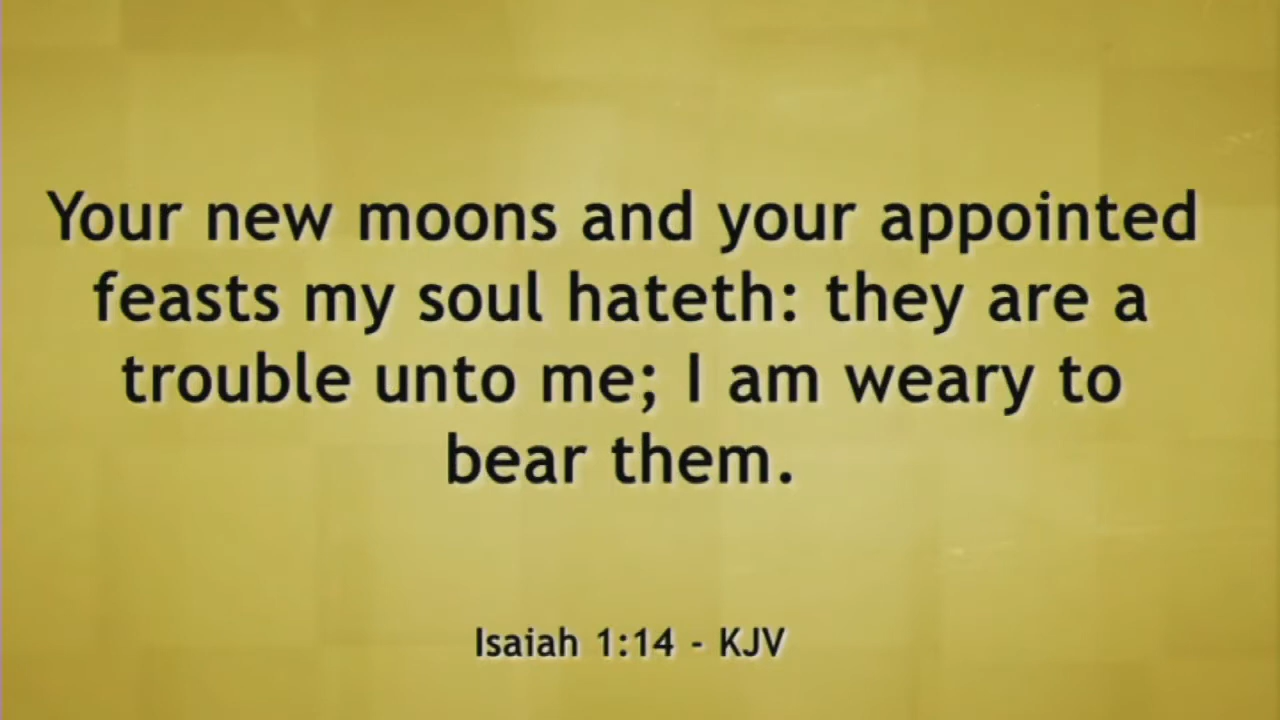 Your new moons and your appointed
feasts my soul hateth: they are a
trouble unto me; I am weary to
bear them.
Isaiah 1:14 - KJV